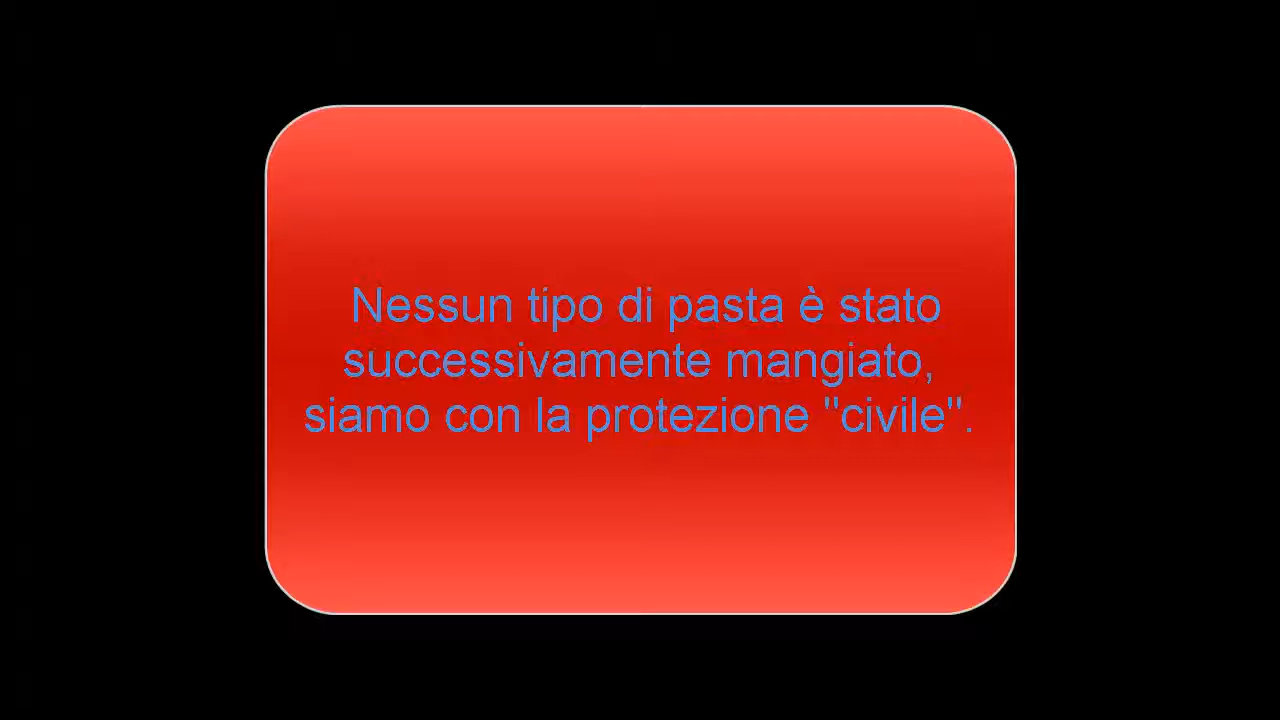 Nessun tipo di pasta è stato
successivamente mangiato,
siamo con la protezione "civile".